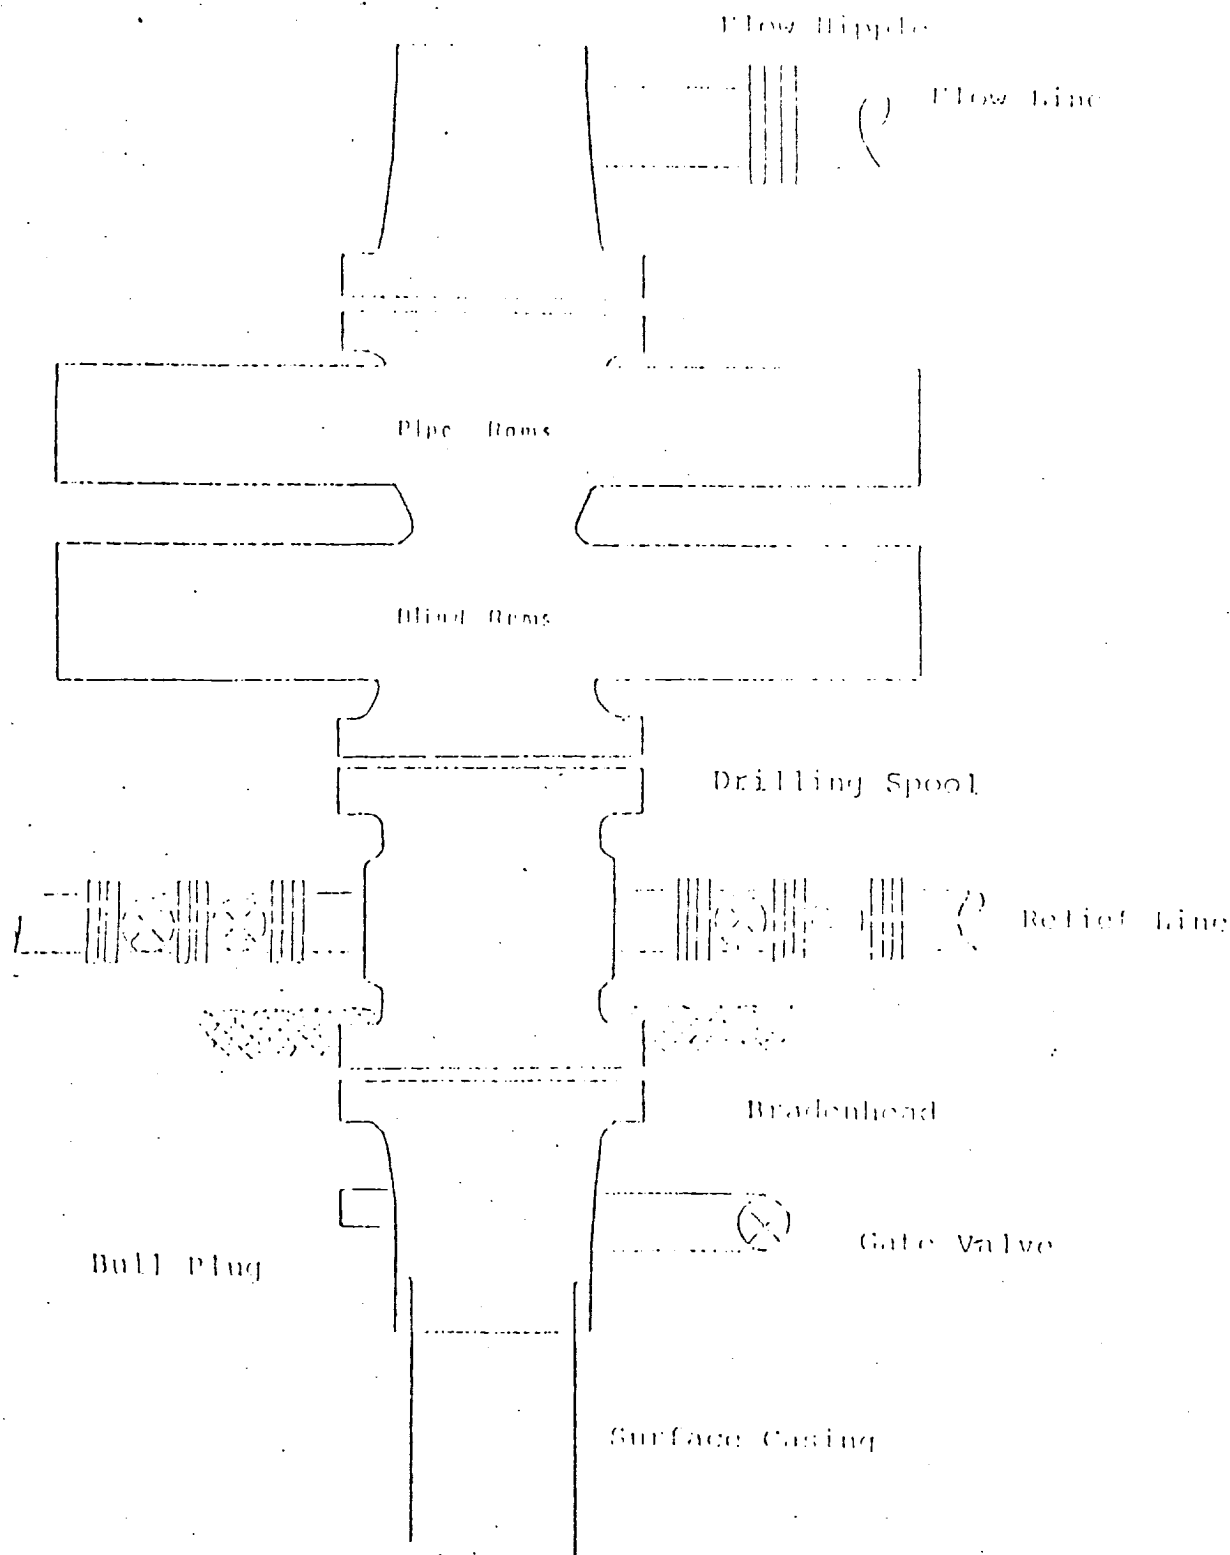 Flow Nipple
Flow Line
Pipe Rams
Blind Rams
Drilling Spool
Relief Line
Bradenhead
Gate Valve
Bull Plug
Surface Casing